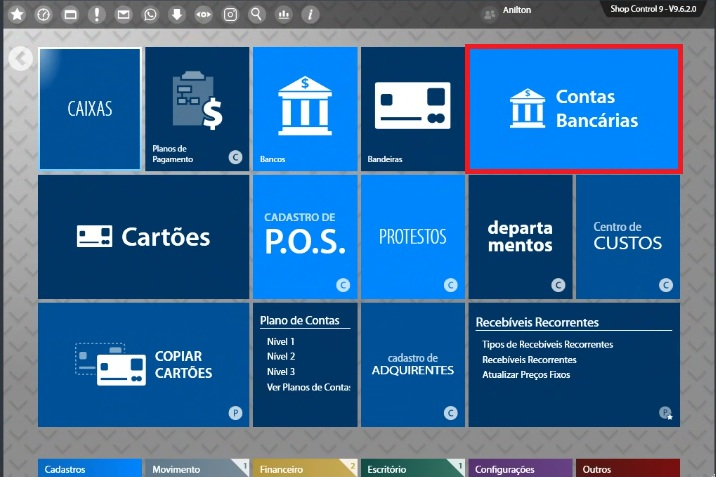 Anilton
Shop Control 9 - V9.6.2.0
CAIXAS
Planos de
Pagamento
C
Bancos
Bandeiras
Contas
Bancárias
Cartões
CADASTRO DE
P.O.S.
C
PROTESTOS
C
departa
mentos
C
Centro de
CUSTOS
C
COPIAR
CARTÕES
P
Plano de Contas
Nível 1
Nível 2
Nível 3
Ver Planos de Contas
cadastro de
ADQUIRENTES
C
Recebíveis Recorrentes
Tipos de Recebíveis Recorrentes
Recebíveis Recorrentes
Atualizar Preços Fixos
P
Cadastros
Movimento
1
Financeiro
2
Escritório
1
Configurações
Outros